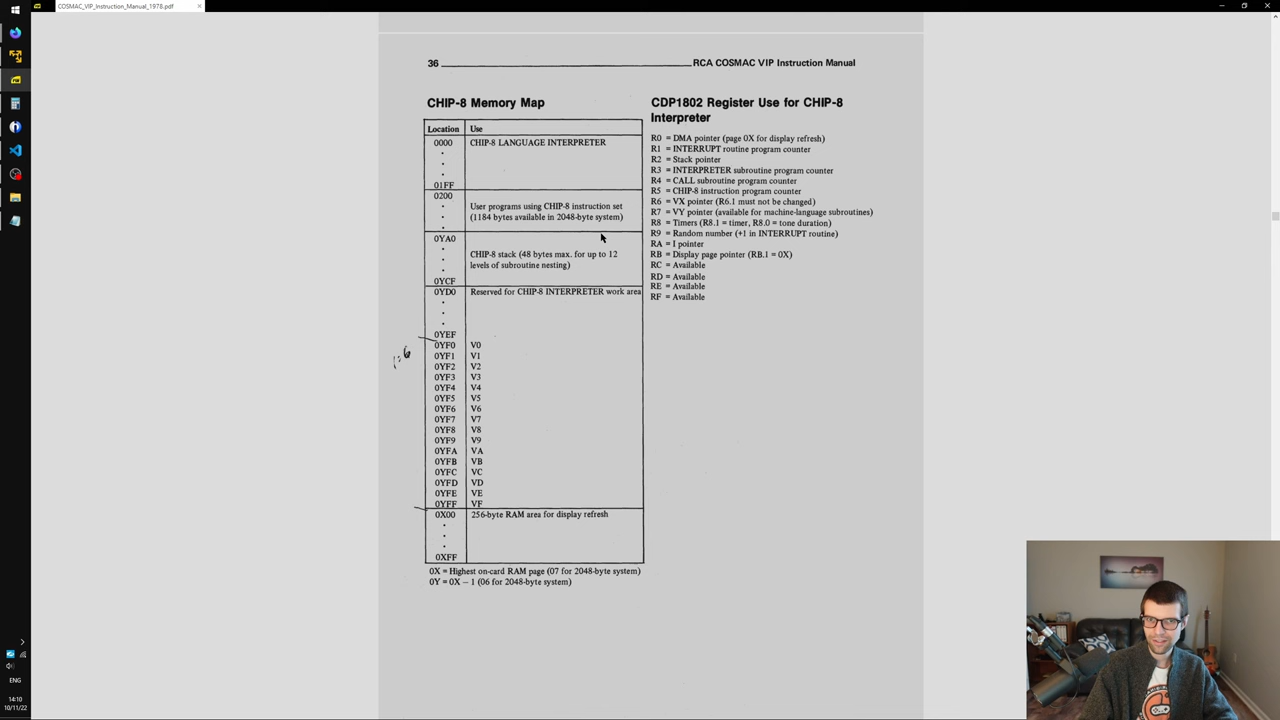 COSMAC_VIP_Instruction_Manual_1978.pdf
36 RCA COSMAC VIP Instruction Manual
CHIP-8 Memory Map
Location Use
0000 CHIP-8 LANGUAGE INTERPRETER
01FF
0200
User programs using CHIP-8 instruction set
(1184 bytes available in 2048-byte system)
0YA0
CHIP-8 stack (48 bytes max. for up to 12
levels of subroutine nesting)
0YCF
0YD0 Reserved for CHIP-8 INTERPRETER work area
0YEF
0YF0 V0
0YF1 V1
0YF2 V2
0YF3 V3
0YF4 V4
0YF5 V5
0YF6 V6
0YF7 V7
0YF8 V8
0YF9 V9
0YFA VA
0YFB VB
0YFC VC
0YFD VD
0YFE VE
0YFF VF
0X00 256-byte RAM area for display refresh
0XFF
0X = Highest on-card RAM page (07 for 2048-byte system)
0Y = 0X – 1 (06 for 2048-byte system)
CDP1802 Register Use for CHIP-8
Interpreter
R0 = DMA pointer (page 0X for display refresh)
R1 = INTERRUPT routine program counter
R2 = Stack pointer
R3 = INTERPRETER subroutine program counter
R4 = CALL subroutine program counter
R5 = CHIP-8 instruction program counter
R6 = VX pointer (R6.1 must not be changed)
R7 = VY pointer (available for machine-language subroutines)
R8 = Timers (R8.1 = timer, R8.0 = tone duration)
R9 = Random number (+1 in INTERRUPT routine)
RA = I pointer
RB = Display page pointer (RB.1 = 0X)
RC = Available
RD = Available
RE = Available
RF = Available
ENG
14:10
10/11/22